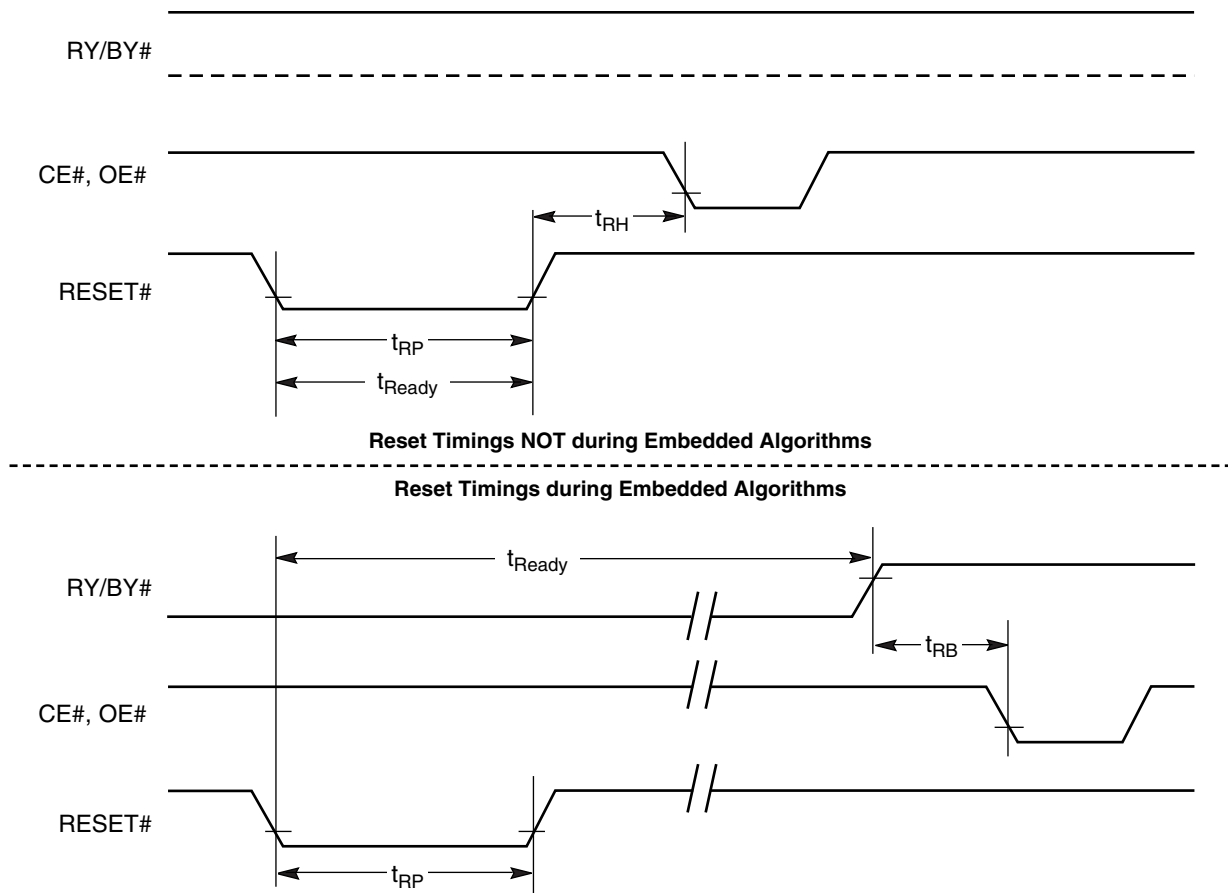 RY/BY#
CE#, OE#
tRH
RESET#
tRP
tReady
Reset Timings NOT during Embedded Algorithms
Reset Timings during Embedded Algorithms
tReady
RY/BY#
tRB
CE#, OE#
RESET#
tRP